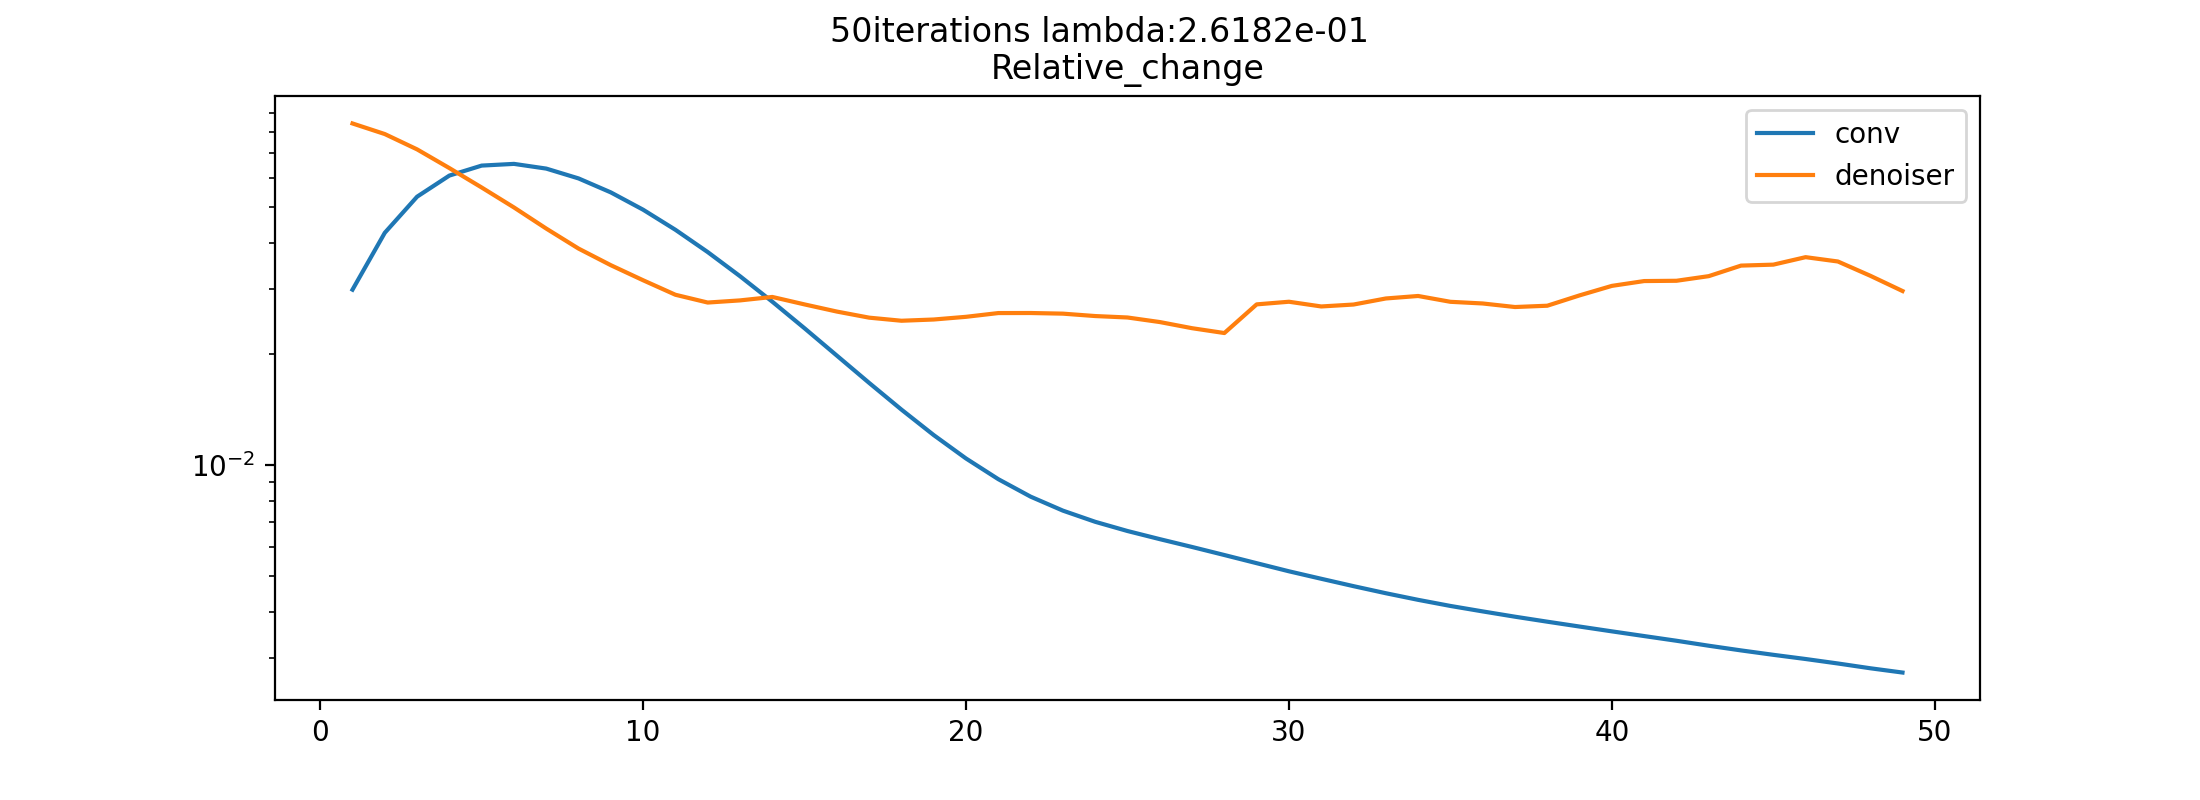 50iterations lambda:2.6182e-01
Relative_change
conv
denoiser
10⁻²
0 10 20 30 40 50